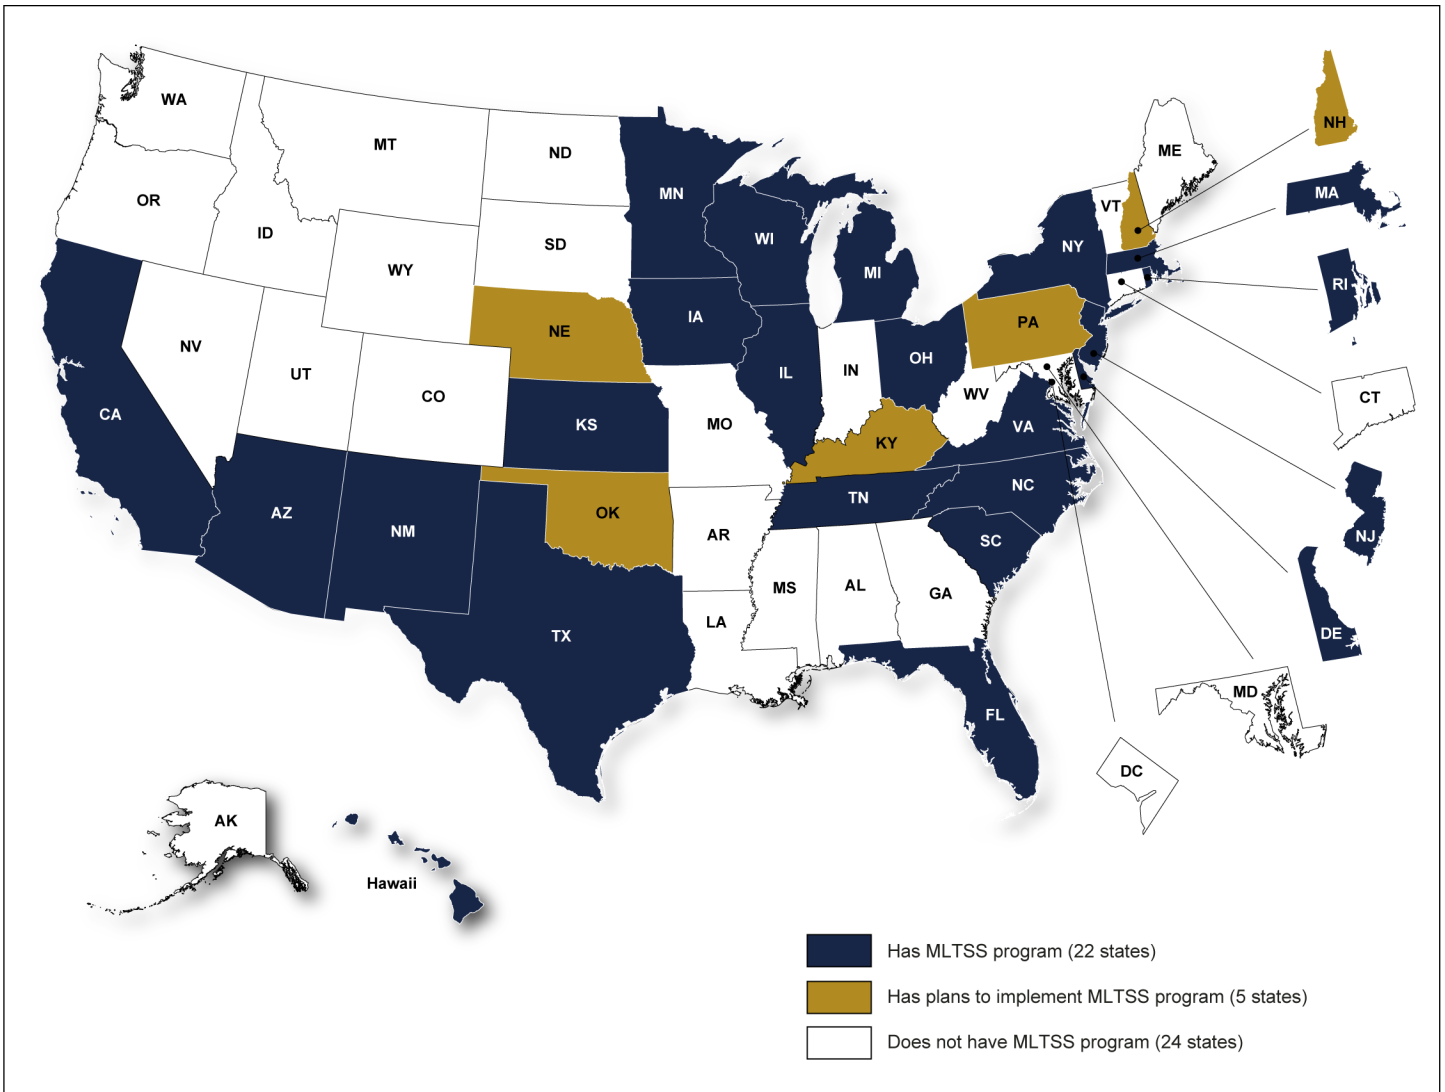 WA
MT
ND
MN
OR
ID
SD
WY
WI
MI
NY
VT
ME
NH
MA
RI
CT
NJ
DE
MD
DC
NV
UT
CO
NE
IA
IL
IN
OH
PA
WV
VA
CA
KS
MO
KY
AZ
NM
OK
AR
TN
NC
SC
TX
LA
MS
AL
GA
FL
AK
Hawaii
Has MLTSS program (22 states)
Has plans to implement MLTSS program (5 states)
Does not have MLTSS program (24 states)